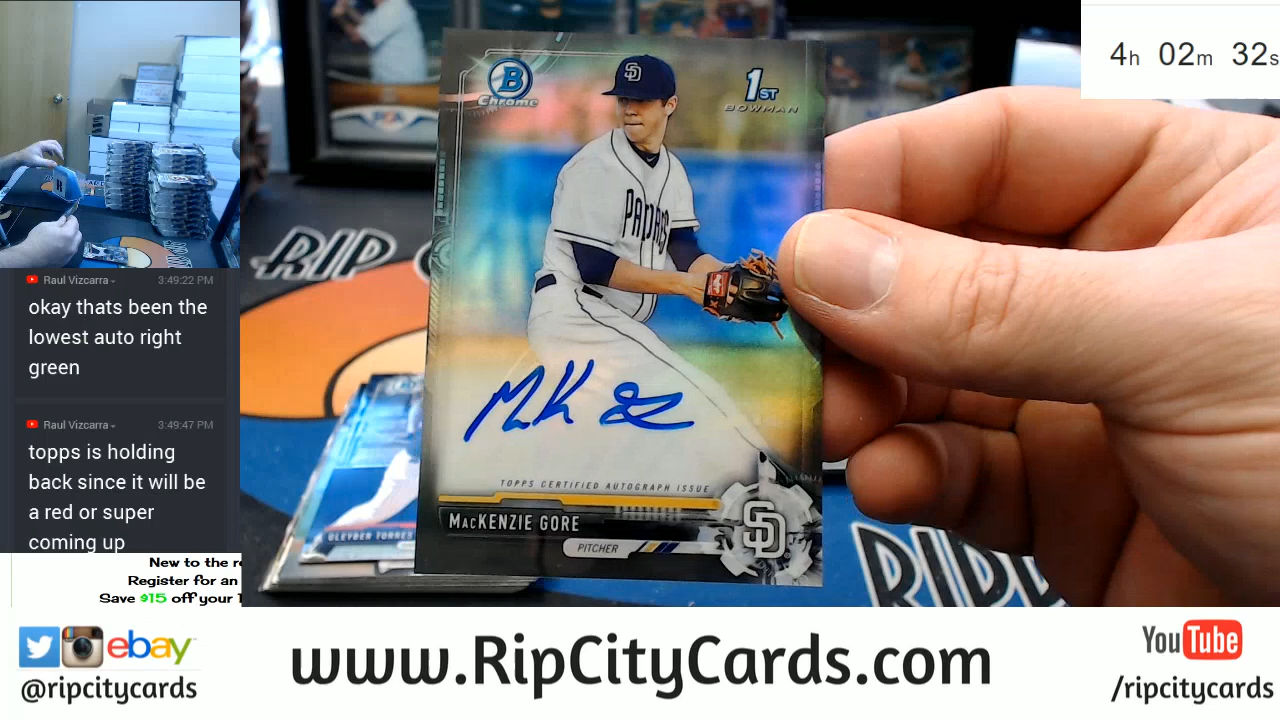 4h 02m 32s
B
Chrome
1ST
BOWMAN
SD
PADRES
TOPPS CERTIFIED AUTOGRAPH ISSUE
MACKENZIE GORE
PITCHER
SD
GLEYBER TORRES
RIP
Raul Vizcarra 3:49:22 PM
okay thats been the
lowest auto right
green
Raul Vizcarra 3:49:47 PM
topps is holding
back since it will be
a red or super
coming up
New to the r
Register for an
Save $15 off your
ebay
@ripcitycards
www.RipCityCards.com
YouTube
/ripcitycards